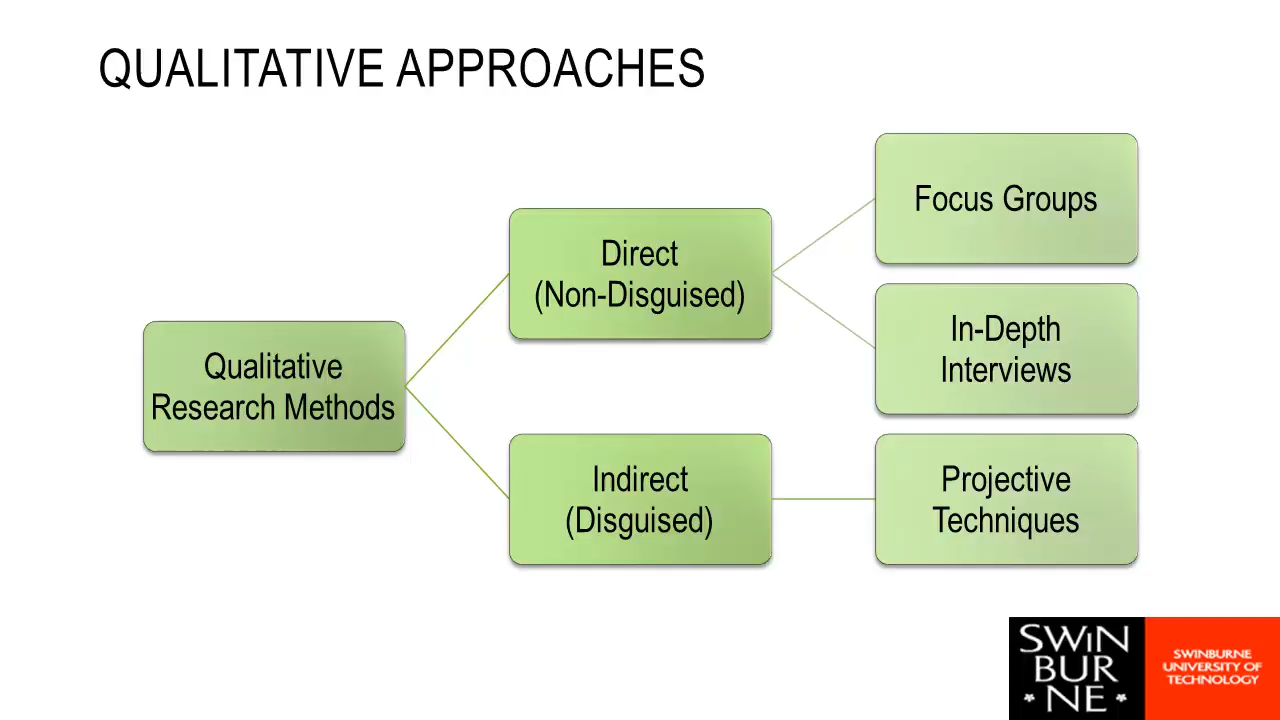 QUALITATIVE APPROACHES
Qualitative
Research Methods
Direct
(Non-Disguised)
Indirect
(Disguised)
Focus Groups
In-Depth
Interviews
Projective
Techniques
SWiN
BUR
* NE *
SWINBURNE
UNIVERSITY OF
TECHNOLOGY